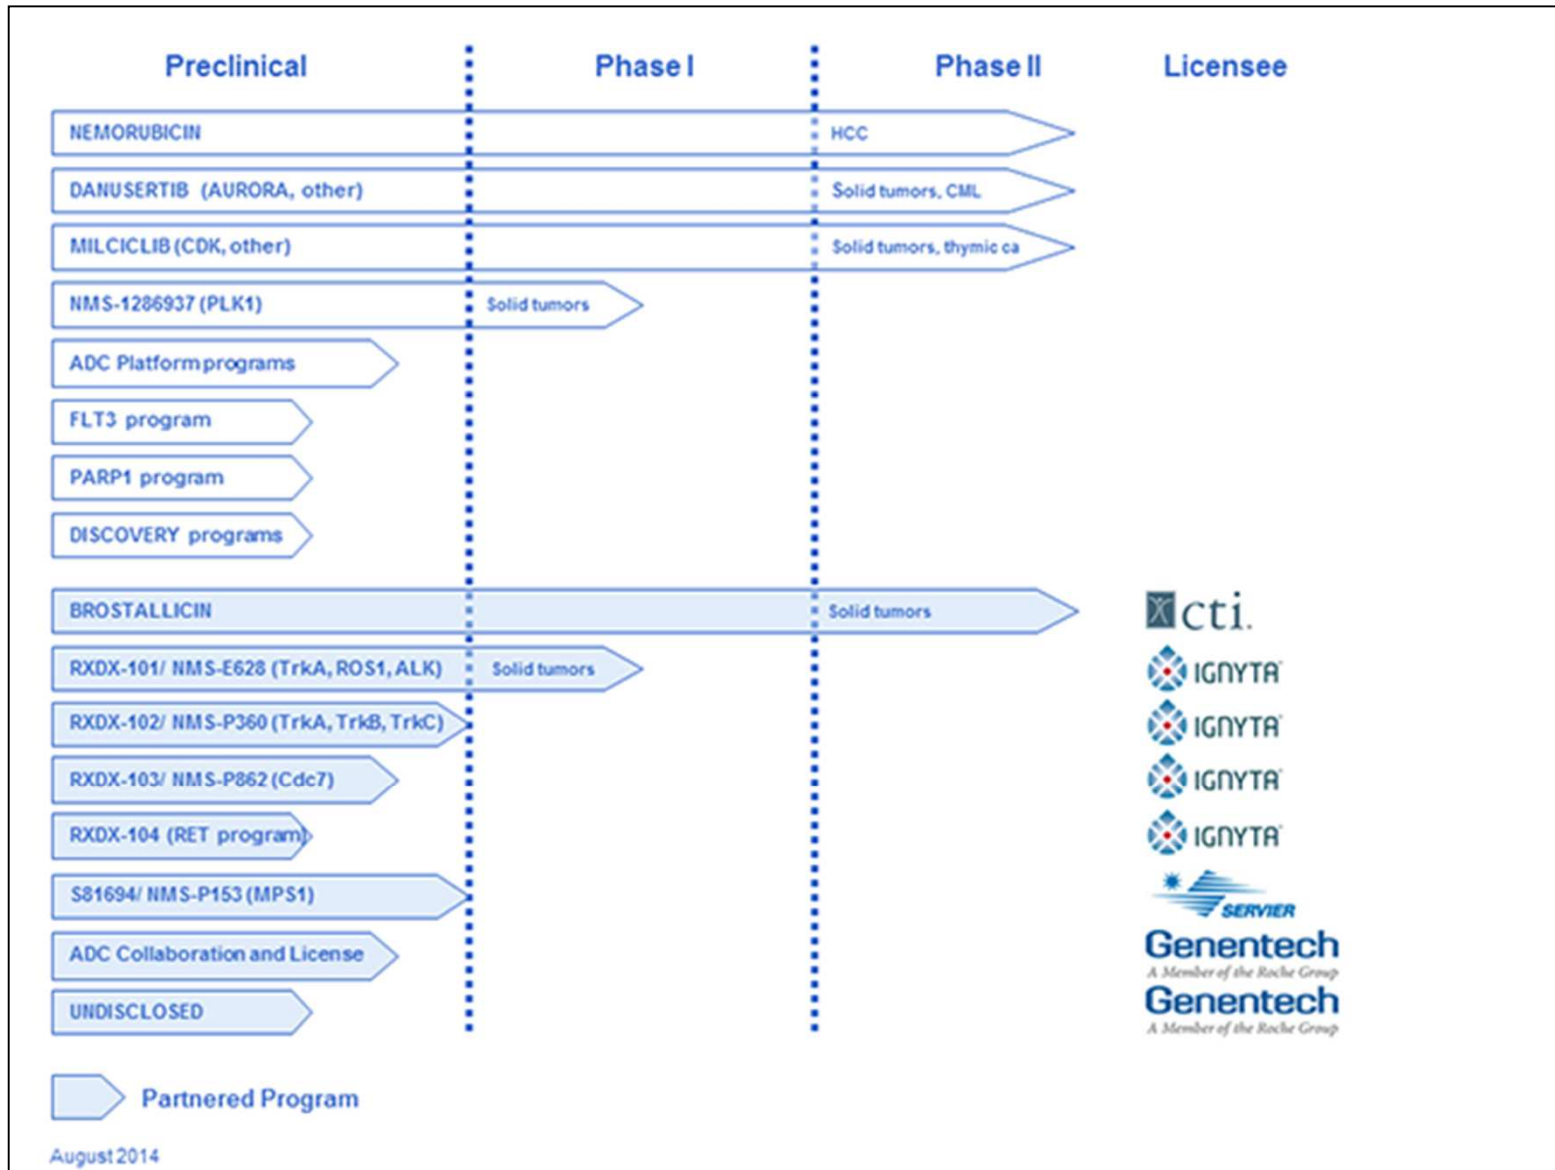 Preclinical Phase I Phase II Licensee
NEMORUBICIN HCC
DANUSERTIB (AURORA, other) Solid tumors, CML
MILCICLIB (CDK, other) Solid tumors, thymic ca
NMS-1286937 (PLK1) Solid tumors
ADC Platform programs
FLT3 program
PARP1 program
DISCOVERY programs
BROSTALLICIN Solid tumors cti.
RXDX-101/ NMS-E628 (TrkA, ROS1, ALK) Solid tumors IGNYTA
RXDX-102/ NMS-P360 (TrkA, TrkB, TrkC) IGNYTA
RXDX-103/ NMS-P862 (Cdc7) IGNYTA
RXDX-104 (RET program) IGNYTA
S81694/ NMS-P153 (MPS1) SERVIER
ADC Collaboration and License Genentech
A Member of the Roche Group
UNDISCLOSED Genentech
A Member of the Roche Group
Partnered Program
August 2014